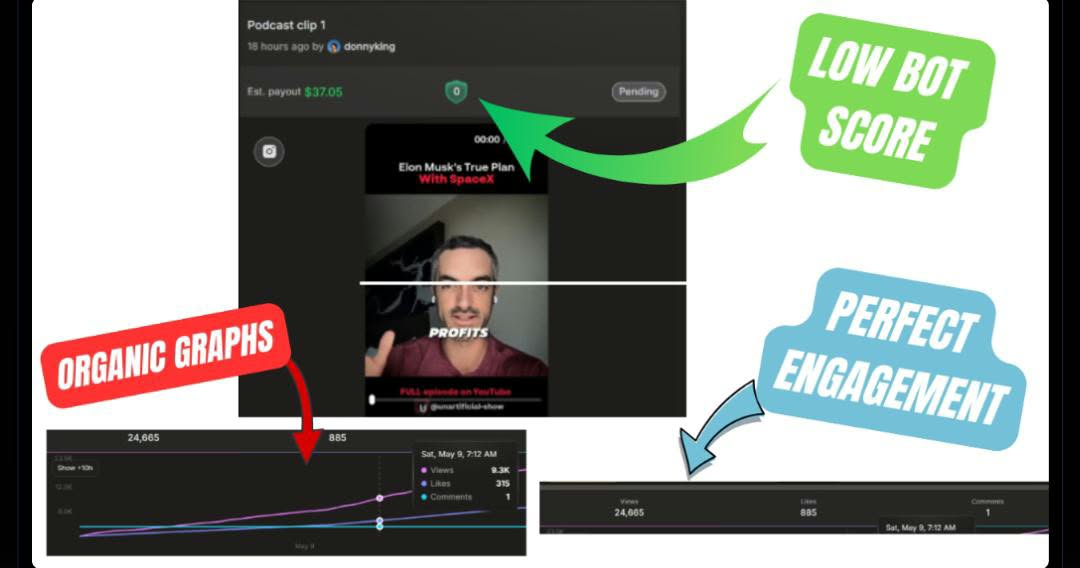 Podcast clip 1
18 hours ago by donnyking
Est. payout $37.05
0
Pending
LOW BOT
SCORE
00:00
Elon Musk's True Plan
With SpaceX
PROFITS
FULL episode on YouTube
@unartificial-show
ORGANIC GRAPHS
PERFECT
ENGAGEMENT
24,665 885
Show +10h
Sat, May 9, 7:12 AM
Views 9.3K
Likes 315
Comments 1
May 9
Views Likes Comments
24,665 885 1
Sat, May 9, 7:12 AM